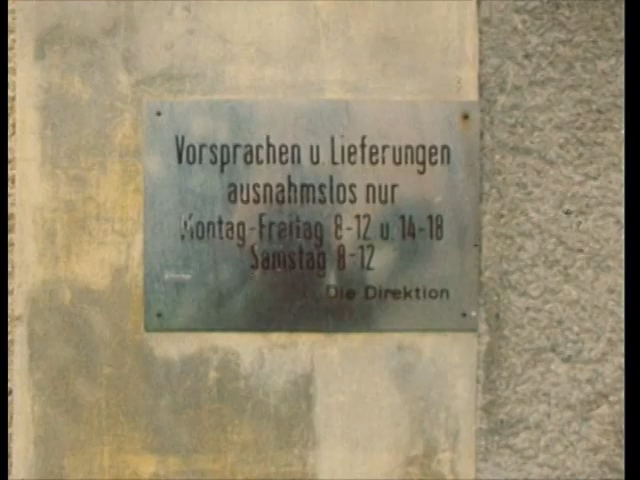 Vorsprachen u. Lieferungen
ausnahmslos nur
Montag-Freitag 8-12 u. 14-18
Samstag 8-12
Die Direktion